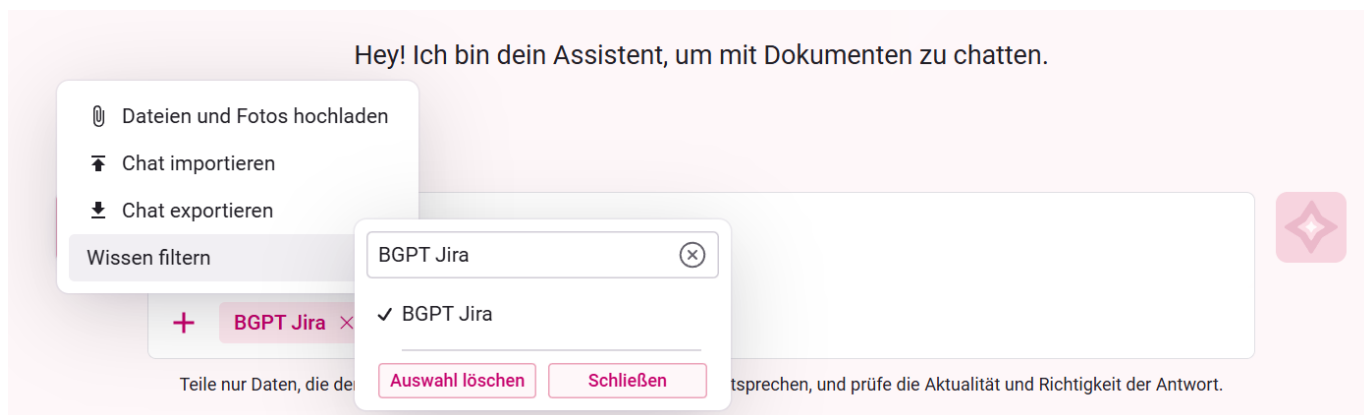 Hey! Ich bin dein Assistent, um mit Dokumenten zu chatten.
Dateien und Fotos hochladen
Chat importieren
Chat exportieren
Wissen filtern
BGPT Jira
BGPT Jira
Auswahl löschen
Schließen
BGPT Jira
Teile nur Daten, die
tsprechen, und prüfe die Aktualität und Richtigkeit der Antwort.